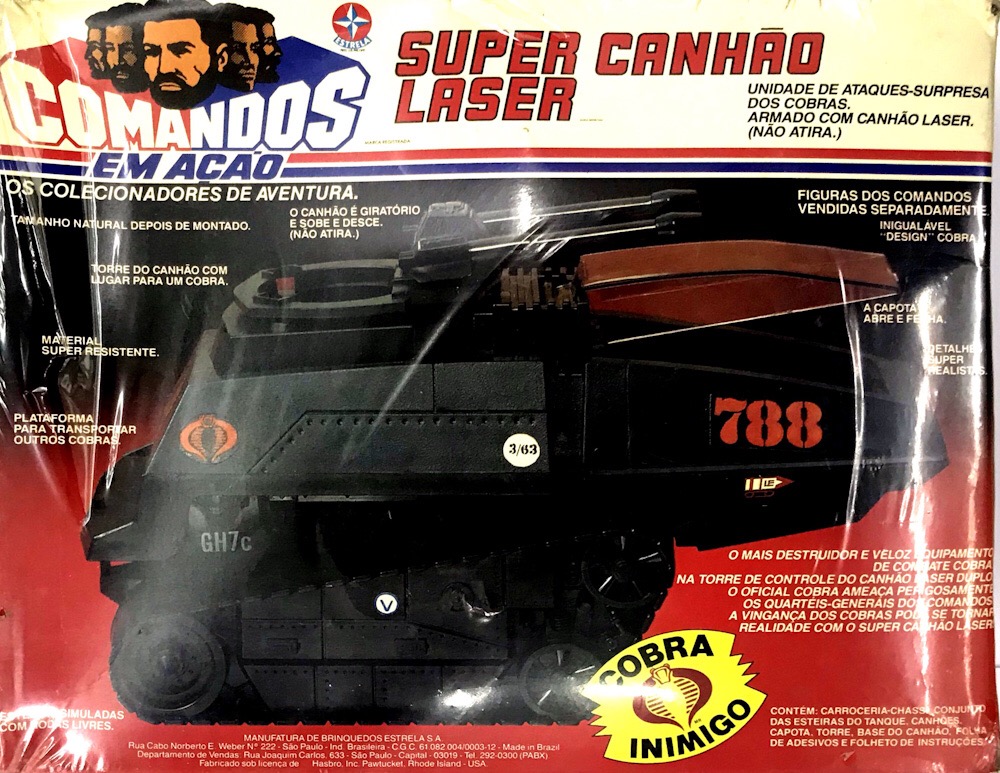 ESTRELA
COMANDOS
EM AÇÃO
MARCA REGISTRADA
SUPER CANHÃO
LASER
UNIDADE DE ATAQUES-SURPRESA
DOS COBRAS.
ARMADO COM CANHÃO LASER.
(NÃO ATIRA.)
OS COLECIONADORES DE AVENTURA.
TAMANHO NATURAL DEPOIS DE MONTADO.
O CANHÃO É GIRATÓRIO
E SOBE E DESCE.
(NÃO ATIRA.)
FIGURAS DOS COMANDOS
VENDIDAS SEPARADAMENTE.
INIGUALÁVEL
"DESIGN" COBRA
TORRE DO CANHÃO COM
LUGAR PARA UM COBRA.
A CAPOTA
ABRE E FECHA.
MATERIAL
SUPER RESISTENTE.
DETALHES
SUPER
REALISTAS.
PLATAFORMA
PARA TRANSPORTAR
OUTROS COBRAS.
788
3/63
LE
GH7c
V
O MAIS DESTRUIDOR E VELOZ EQUIPAMENTO
DE COMBATE COBRA
NA TORRE DE CONTROLE DO CANHÃO LASER DUPLO
O OFICIAL COBRA AMEAÇA PERIGOSAMENTE
OS QUARTÉIS-GENERAIS DOS COMANDOS
A VINGANÇA DOS COBRAS PODE SE TORNAR
REALIDADE COM O SUPER CANHÃO LASER
COBRA
INIMIGO
SIMULADAS
COM RODAS LIVRES.
CONTÉM: CARROCERIA-CHASSI, CONJUNTO
DAS ESTEIRAS DO TANQUE. CANHÕES.
CAPOTA, TORRE, BASE DO CANHÃO, FOLHA
DE ADESIVOS E FOLHETO DE INSTRUÇÕES.
MANUFATURA DE BRINQUEDOS ESTRELA S.A.
Rua Cabo Norberto E. Weber N° 222 - São Paulo - Ind. Brasileira - C.G.C. 61 082 004/0003-12 - Made in Brazil
Departamento de Vendas: Rua Joaquim Carlos. 633 - São Paulo - Capital - 03019 - Tel. 292-0300 (PABX)
Fabricado sob licença de Hasbro, Inc. Pawtucket, Rhode Island - USA.